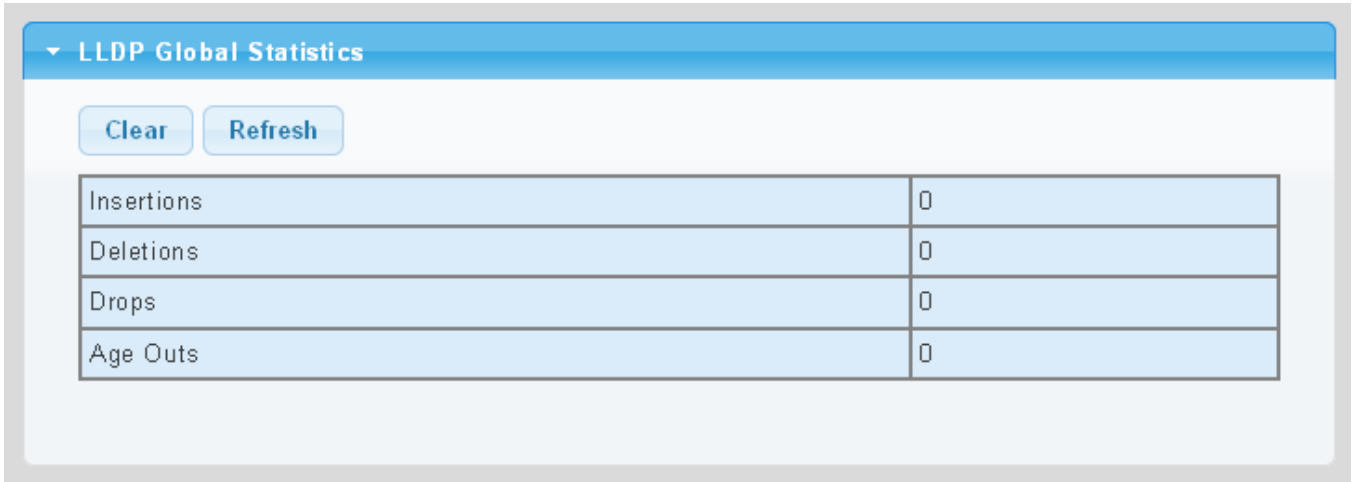 LLDP Global Statistics
Clear Refresh
Insertions 0
Deletions 0
Drops 0
Age Outs 0